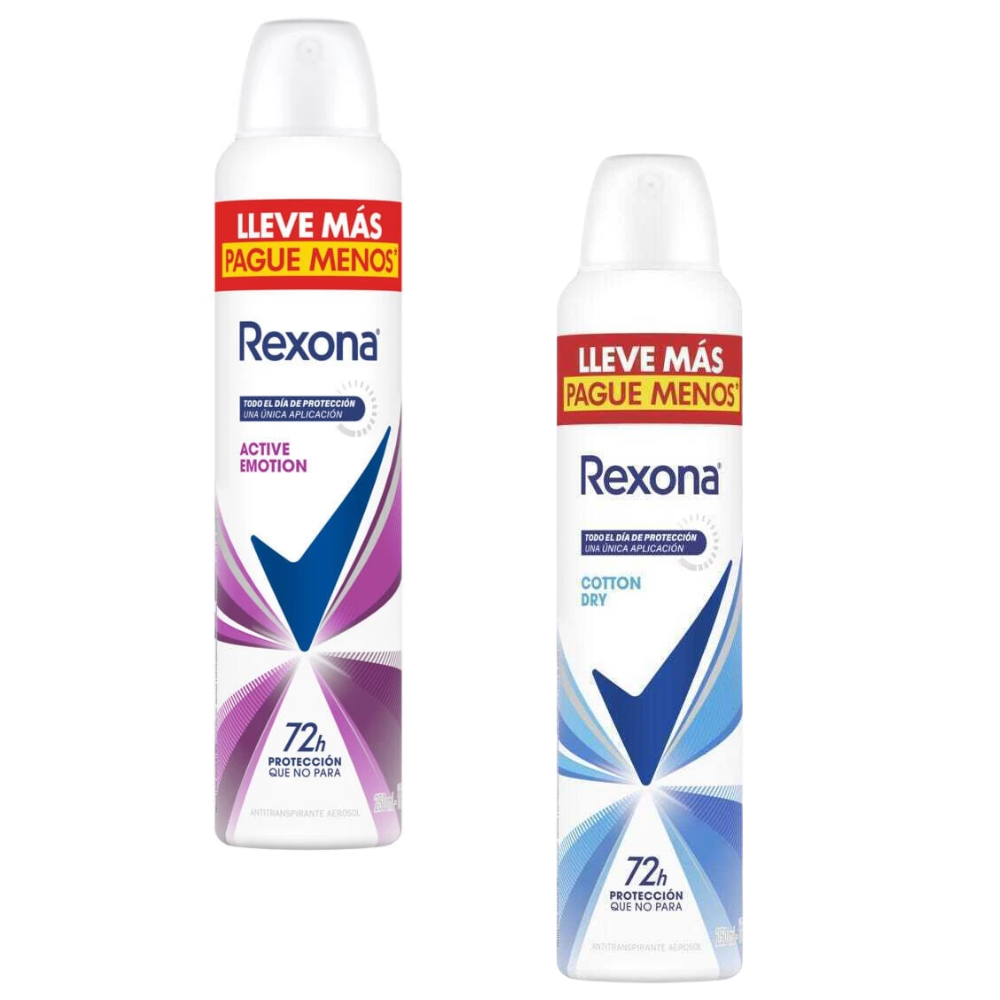 LLEVE MÁS
PAGUE MENOS*
Rexona®
TODO EL DÍA DE PROTECCIÓN
UNA ÚNICA APLICACIÓN
ACTIVE
EMOTION
72h
PROTECCIÓN
QUE NO PARA
ANTITRANSPIRANTE AEROSOL
LLEVE MÁS
PAGUE MENOS*
Rexona®
TODO EL DÍA DE PROTECCIÓN
UNA ÚNICA APLICACIÓN
COTTON
DRY
72h
PROTECCIÓN
QUE NO PARA
ANTITRANSPIRANTE AEROSOL